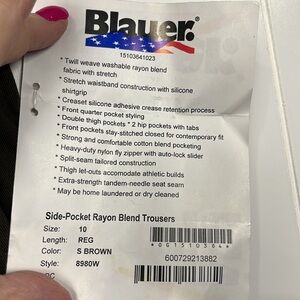 Blauer®
15103641023
* Twill weave washable rayon blend
fabric with stretch
* Stretch waistband construction with silicone
shirtgrip
* Creaset silicone adhesive crease retention process
* Front quarter pocket styling
* Double thigh pockets * 2 hip pockets with tabs
* Front pockets stay-stitched closed for contemporary fit
* Strong and comfortable cotton blend pocketing
* Heavy-duty nylon fly zipper with auto-lock slider
* Split-seam tailored construction
* Thigh let-outs accomodate athletic builds
* Extra-strength tandem-needle seat seam
* May be home laundered or dry cleaned
Side-Pocket Rayon Blend Trousers
Size: 10
Length: REG
Color: S BROWN
Style: 8980W
*0G1510364*
600729213882